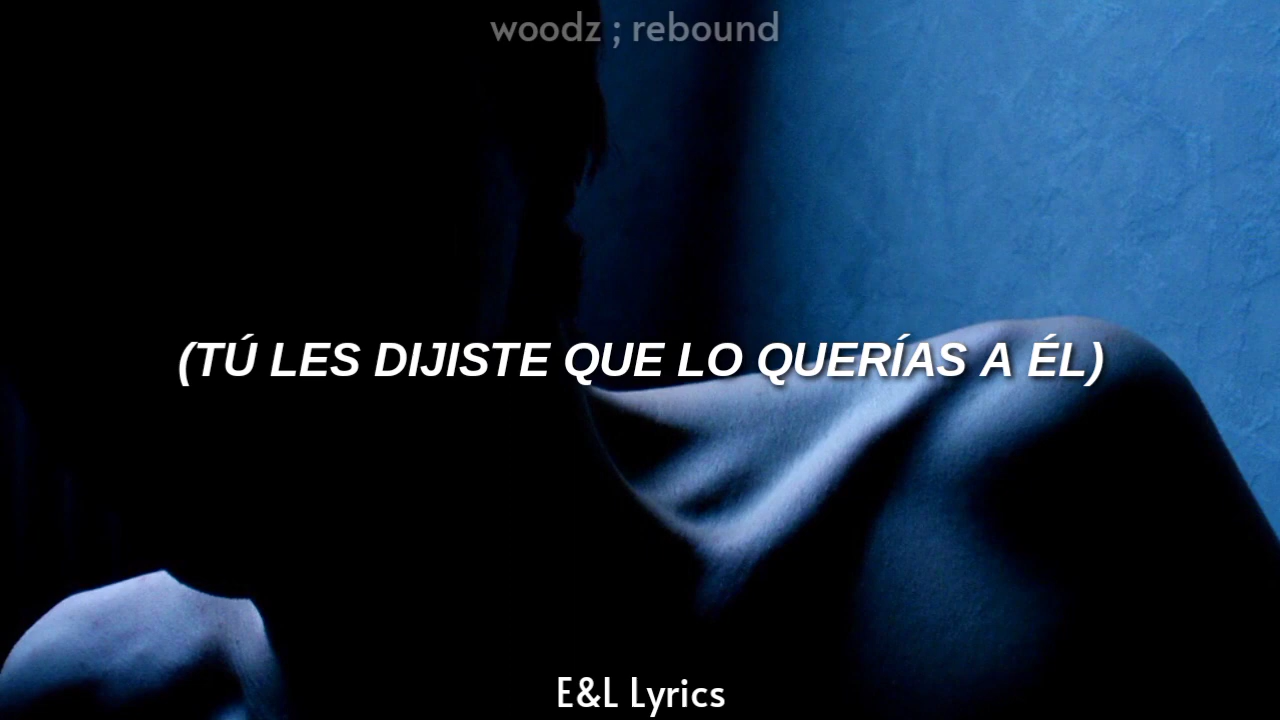 woodz ; rebound
(TÚ LES DIJISTE QUE LO QUERÍAS A ÉL)
E&L Lyrics